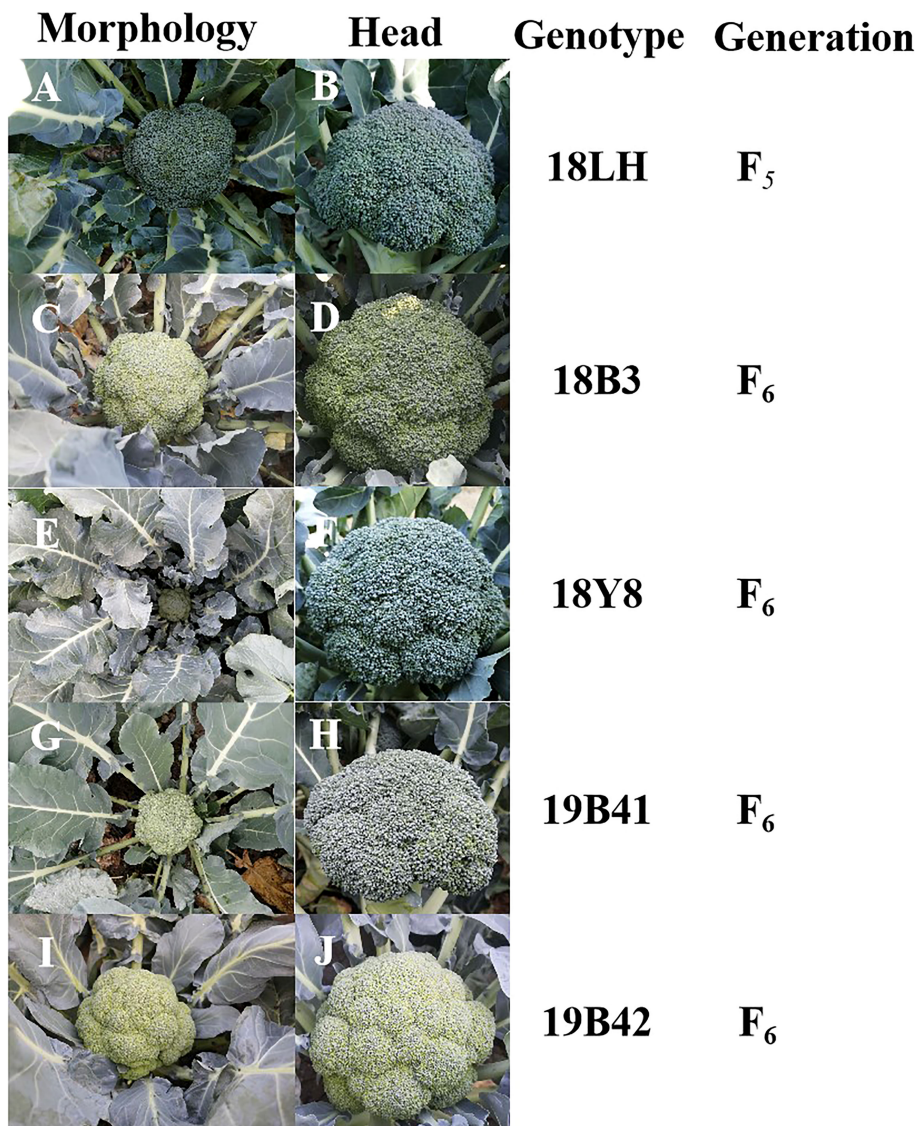 Morphology Head Genotype Generation
A B 18LH F₅
C D 18B3 F₆
E F 18Y8 F₆
G H 19B41 F₆
I J 19B42 F₆